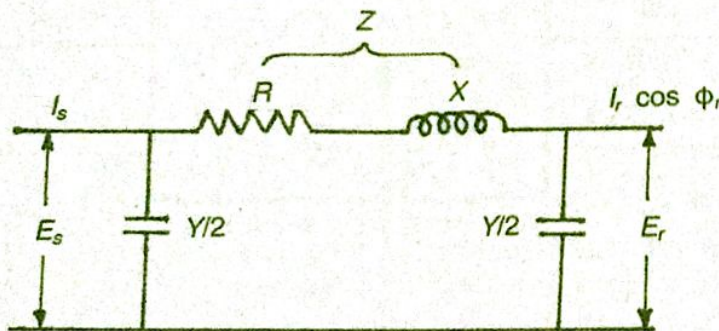 Z
R X
I_s I_r cos ϕ_r
E_s Y/2 Y/2 E_r